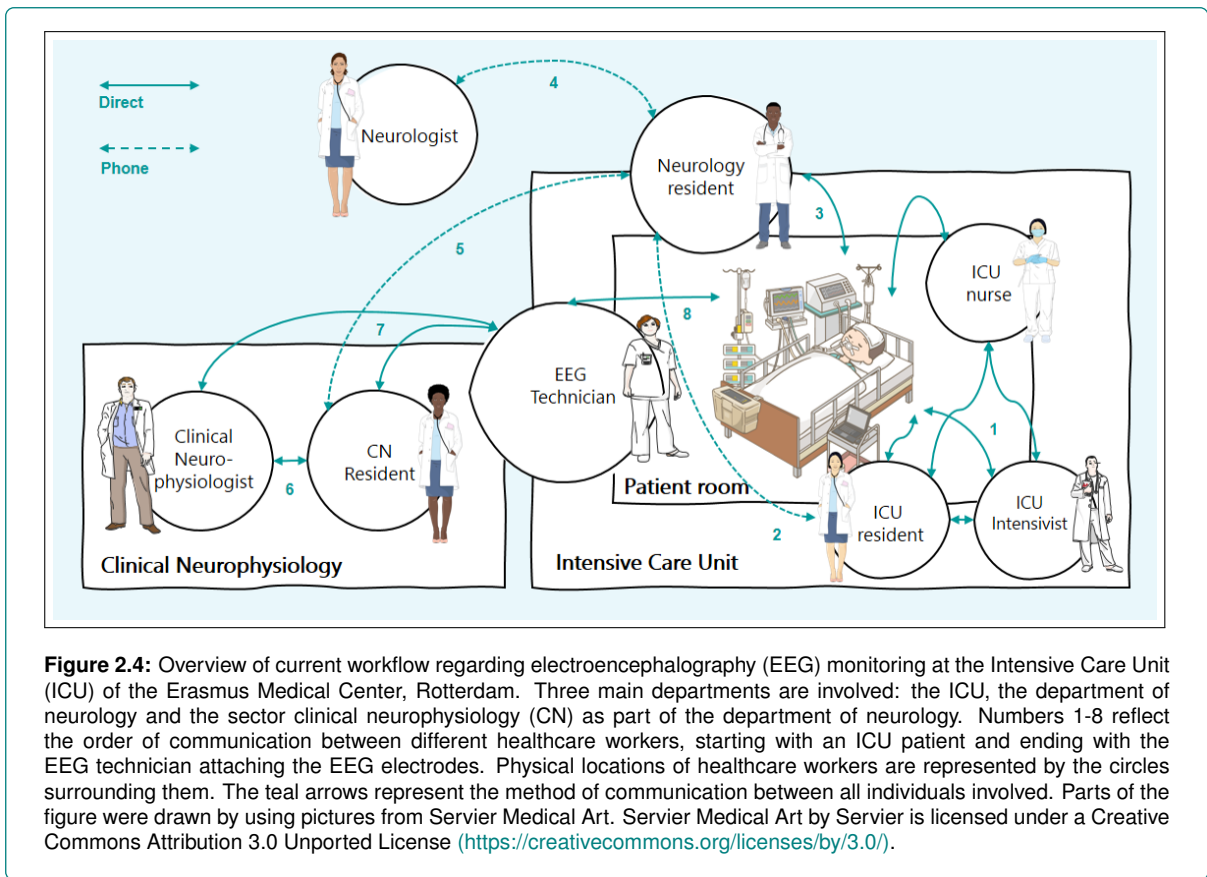 Direct
Phone
4
Neurologist
Neurology
resident
3
5
ICU
nurse
7
8
EEG
Technician
1
Clinical
Neuro-
physiologist
CN
Resident
6
Patient room
2
ICU
resident
ICU
Intensivist
Clinical Neurophysiology
Intensive Care Unit
Figure 2.4: Overview of current workflow regarding electroencephalography (EEG) monitoring at the Intensive Care Unit
(ICU) of the Erasmus Medical Center, Rotterdam. Three main departments are involved: the ICU, the department of
neurology and the sector clinical neurophysiology (CN) as part of the department of neurology. Numbers 1-8 reflect
the order of communication between different healthcare workers, starting with an ICU patient and ending with the
EEG technician attaching the EEG electrodes. Physical locations of healthcare workers are represented by the circles
surrounding them. The teal arrows represent the method of communication between all individuals involved. Parts of the
figure were drawn by using pictures from Servier Medical Art. Servier Medical Art by Servier is licensed under a Creative
Commons Attribution 3.0 Unported License (https://creativecommons.org/licenses/by/3.0/).